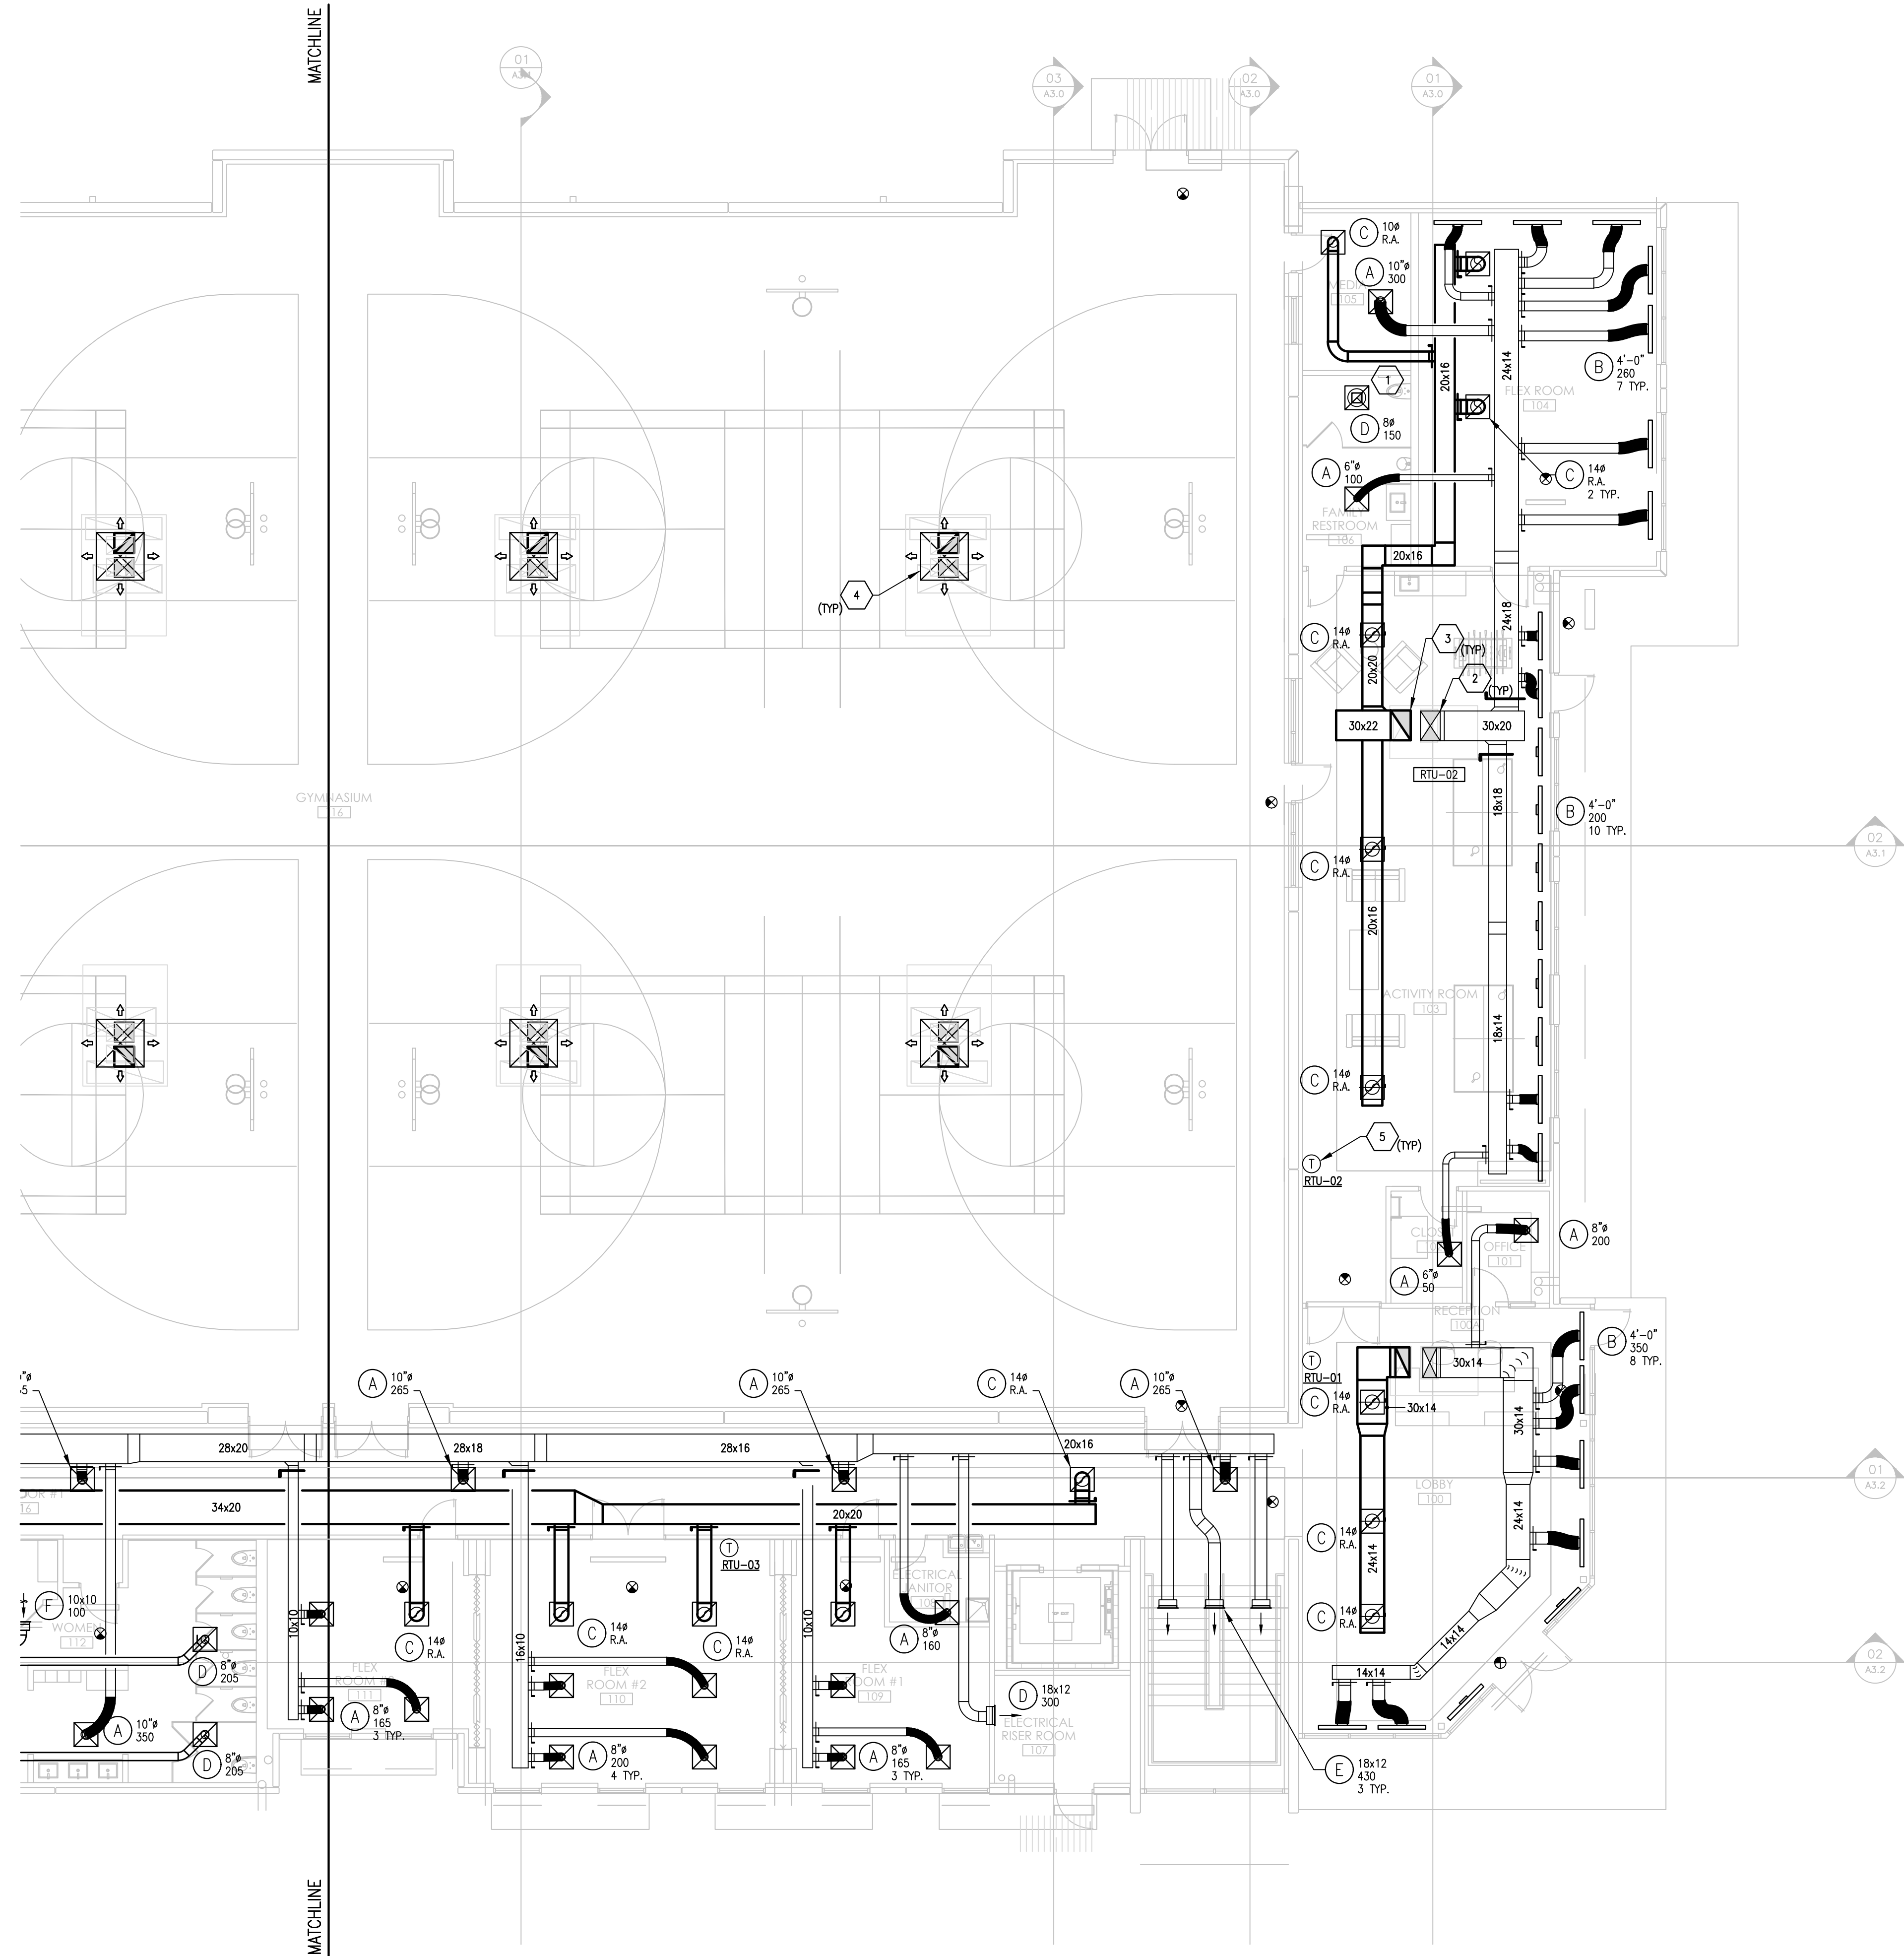 MATCHLINE
01
A3.1
03
A3.0
02
A3.0
01
A3.0
C
10ø
R.A.
A
10"ø
300
MEDIA
105
24x14
20x16
B
4'-0"
260
7 TYP.
FLEX ROOM
104
1
D
8ø
150
A
6"ø
100
C
14ø
R.A.
2 TYP.
FAMILY
RESTROOM
106
20x16
4
(TYP)
24x18
C
14ø
R.A.
3
(TYP)
20x20
2
(TYP)
30x22
30x20
RTU-02
GYMNASIUM
116
18x18
B
4'-0"
200
10 TYP.
02
A3.1
C
14ø
R.A.
20x16
ACTIVITY ROOM
103
18x14
C
14ø
R.A.
5
(TYP)
T
RTU-02
CLOSET
OFFICE
101
A
8"ø
200
A
6"ø
50
RECEPTION
100A
B
4'-0"
350
8 TYP.
T
RTU-01
30x14
C
14ø
R.A.
30x14
30x14
A
10"ø
265
A
10"ø
265
C
14ø
R.A.
A
10"ø
265
28x20
28x18
28x16
20x16
01
A3.2
LOBBY
100
34x20
20x20
24x14
C
14ø
R.A.
24x14
T
RTU-03
ELECTRICAL
JANITOR
108
F
10x10
100
WOMEN
112
10x10
C
14ø
R.A.
16x10
C
14ø
R.A.
C
14ø
R.A.
10x10
A
8"ø
160
C
14ø
R.A.
14x14
14x14
02
A3.2
D
8"ø
205
FLEX
111
FLEX
ROOM #2
110
FLEX
ROOM #1
109
D
18x12
300
ELECTRICAL
RISER ROOM
107
A
8"ø
165
3 TYP.
A
10"ø
350
D
8"ø
205
A
8"ø
200
4 TYP.
A
8"ø
165
3 TYP.
E
18x12
430
3 TYP.
MATCHLINE